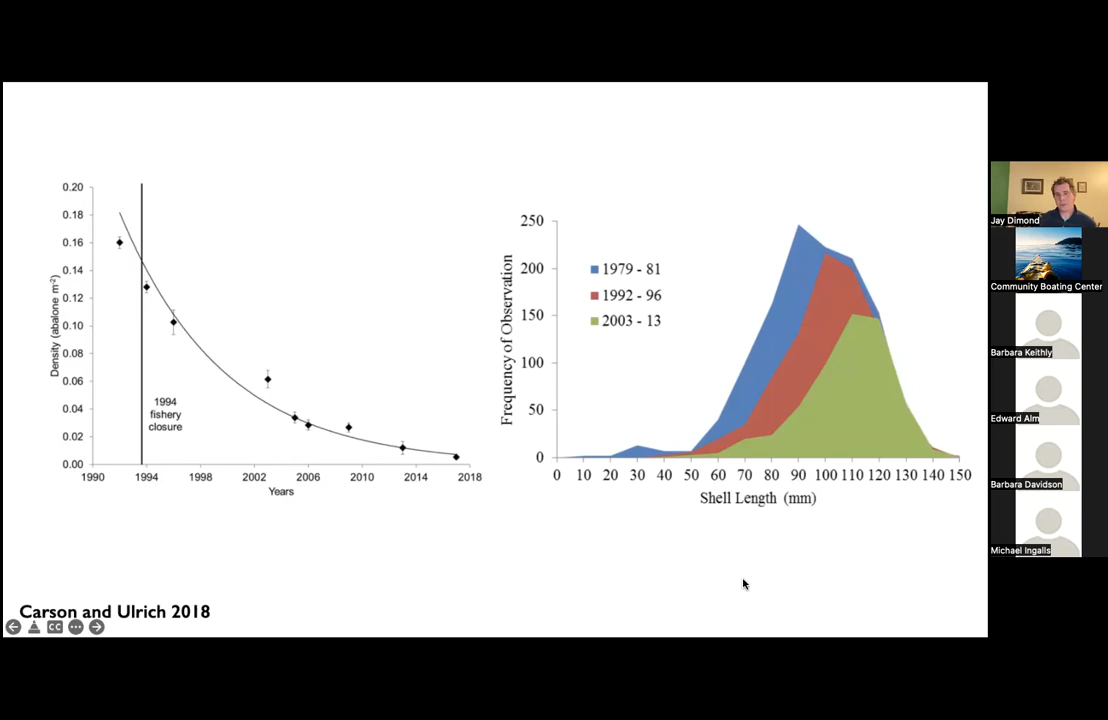 0.20
0.18
0.16
0.14
0.12
0.10
0.08
0.06
0.04
0.02
0.00
Density (abalone m-2)
1994
fishery
closure
1990 1994 1998 2002 2006 2010 2014 2018
Years
250
200
150
100
50
0
Frequency of Observation
1979 - 81
1992 - 96
2003 - 13
0 10 20 30 40 50 60 70 80 90 100 110 120 130 140 150
Shell Length (mm)
Carson and Ulrich 2018
CC
Jay Dimond
Community Boating Center
Barbara Keithly
Edward Alm
Barbara Davidson
Michael Ingalls